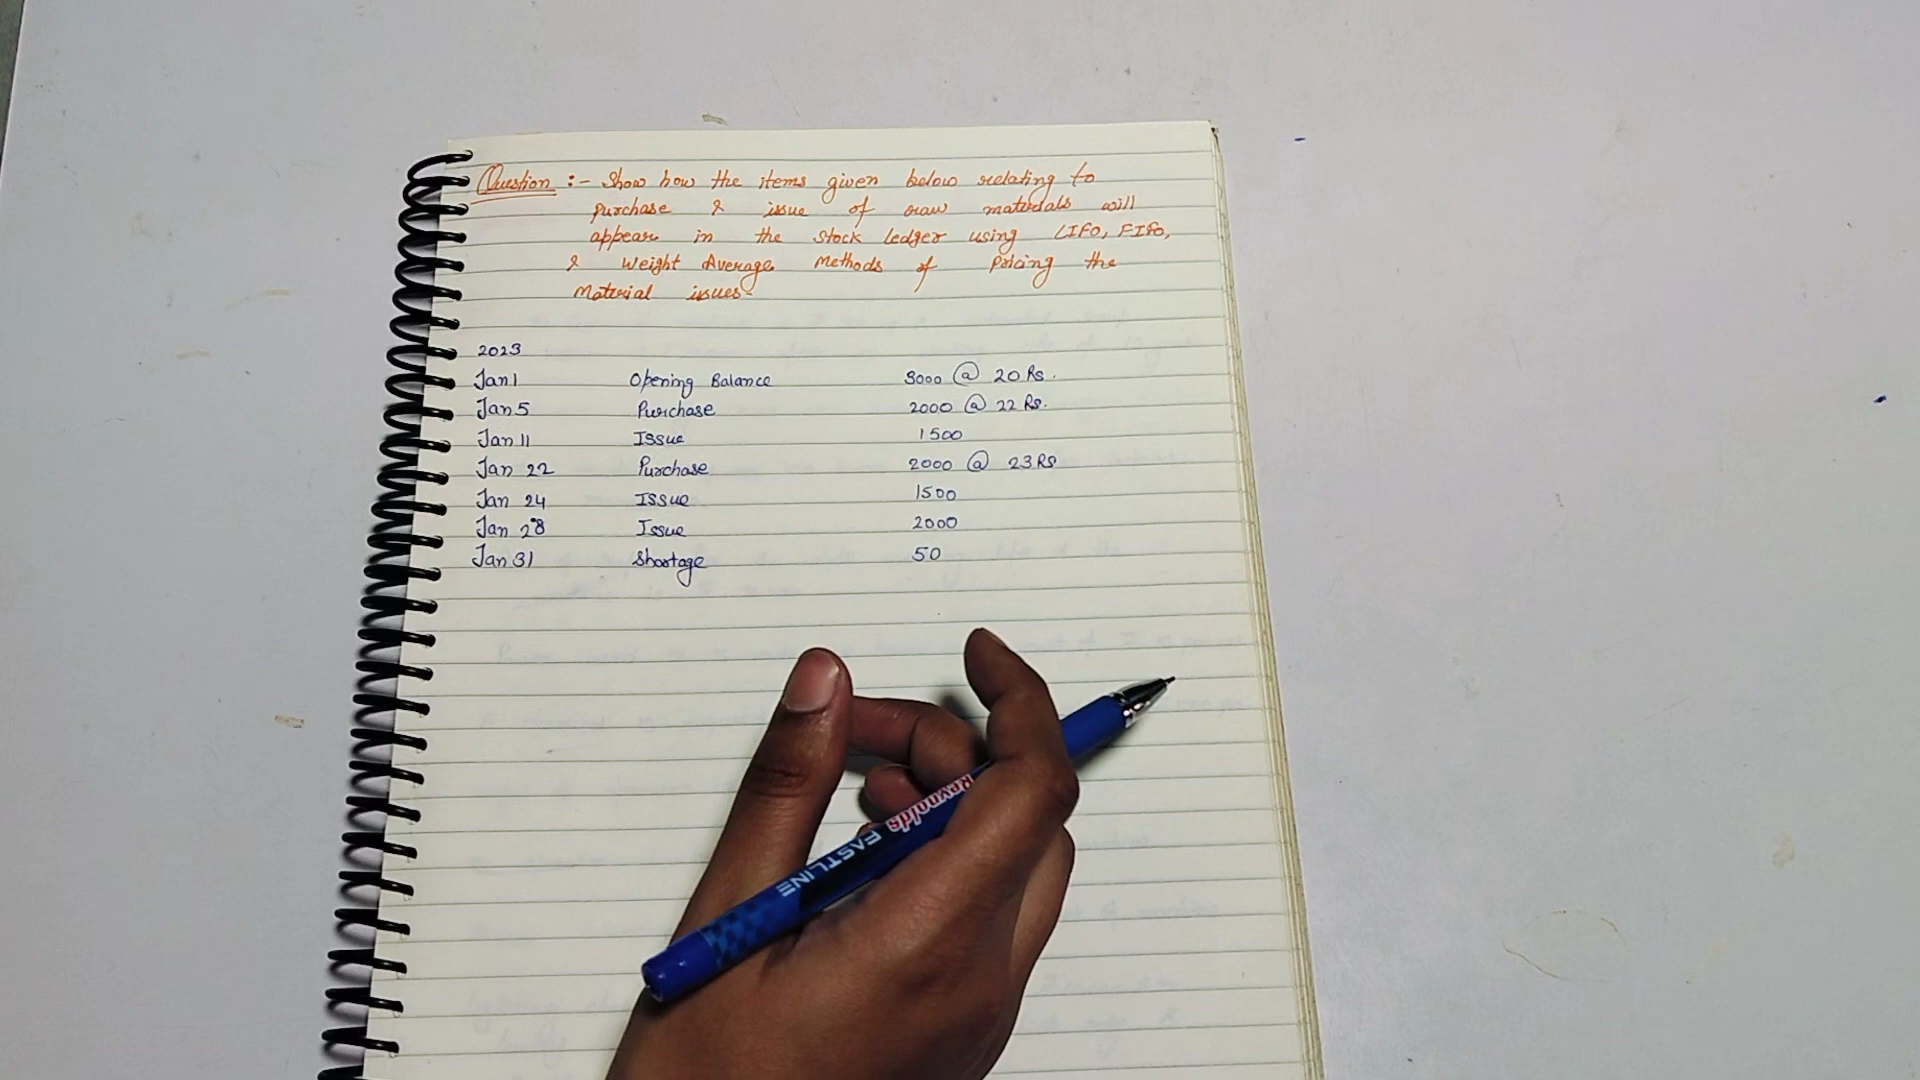 Question :- Show how the items given below relating to
purchase & issue of raw materials will
appear in the stock ledger using LIFO, FIFO,
& Weight Average Methods of Pricing the
Material issues-
2023
Jan 1 Opening Balance 3000 @ 20 Rs.
Jan 5 Purchase 2000 @ 22 Rs.
Jan 11 Issue 1500
Jan 22 Purchase 2000 @ 23 Rs
Jan 24 Issue 1500
Jan 28 Issue 2000
Jan 31 Shortage 50
Reynolds FASTLINE